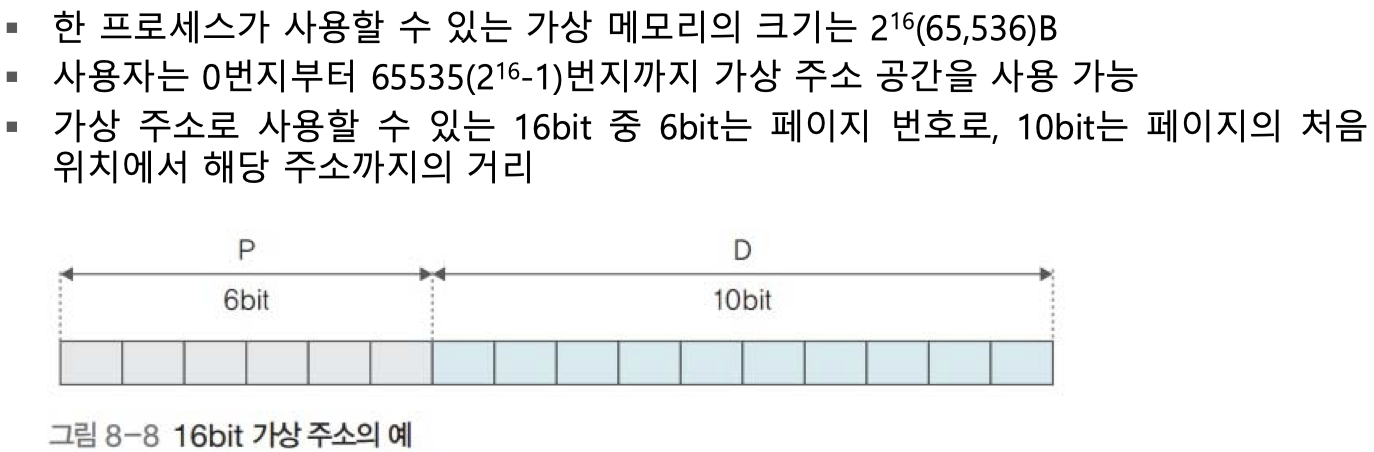 ▪ 한 프로세스가 사용할 수 있는 가상 메모리의 크기는 2¹⁶(65,536)B
▪ 사용자는 0번지부터 65535(2¹⁶-1)번지까지 가상 주소 공간을 사용 가능
▪ 가상 주소로 사용할 수 있는 16bit 중 6bit는 페이지 번호로, 10bit는 페이지의 처음
위치에서 해당 주소까지의 거리
P D
6bit 10bit
그림 8-8 16bit 가상 주소의 예